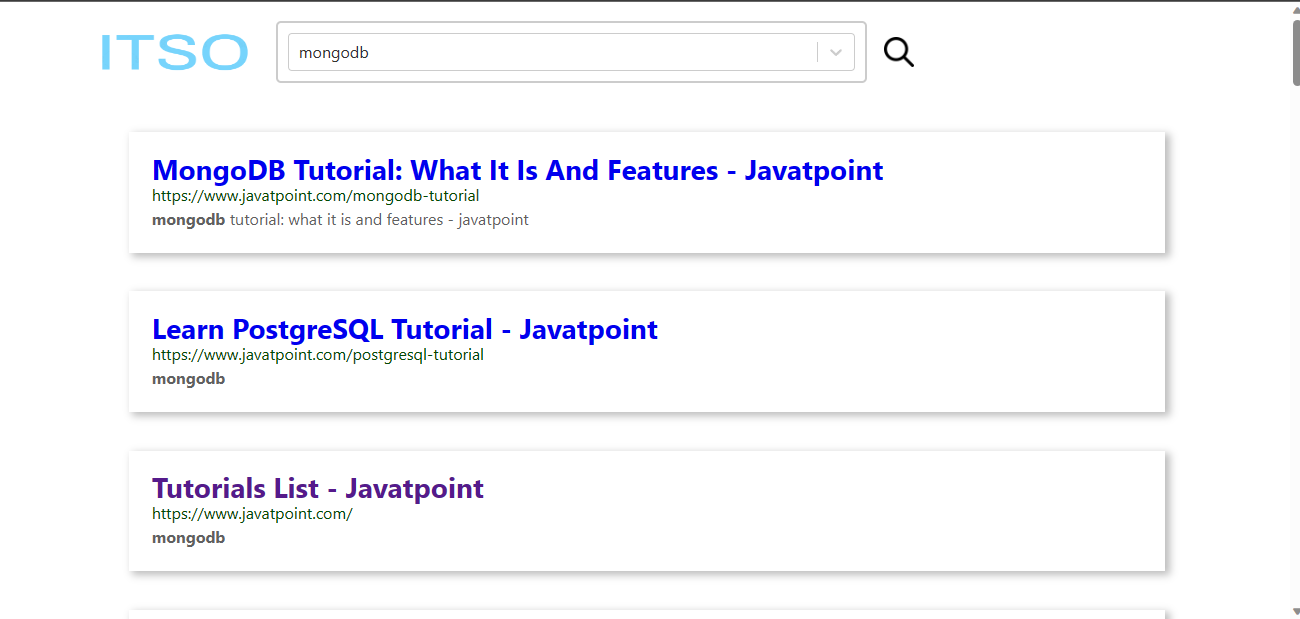 ITSO
mongodb
MongoDB Tutorial: What It Is And Features - Javatpoint
https://www.javatpoint.com/mongodb-tutorial
mongodb tutorial: what it is and features - javatpoint
Learn PostgreSQL Tutorial - Javatpoint
https://www.javatpoint.com/postgresql-tutorial
mongodb
Tutorials List - Javatpoint
https://www.javatpoint.com/
mongodb